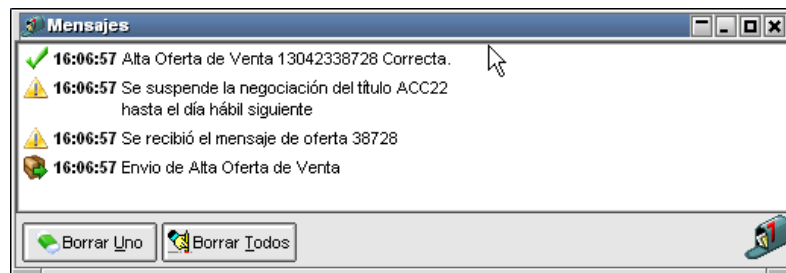 Mensajes
16:06:57 Alta Oferta de Venta 13042338728 Correcta.
16:06:57 Se suspende la negociación del título ACC22
hasta el día hábil siguiente
16:06:57 Se recibió el mensaje de oferta 38728
16:06:57 Envio de Alta Oferta de Venta
Borrar Uno Borrar Todos